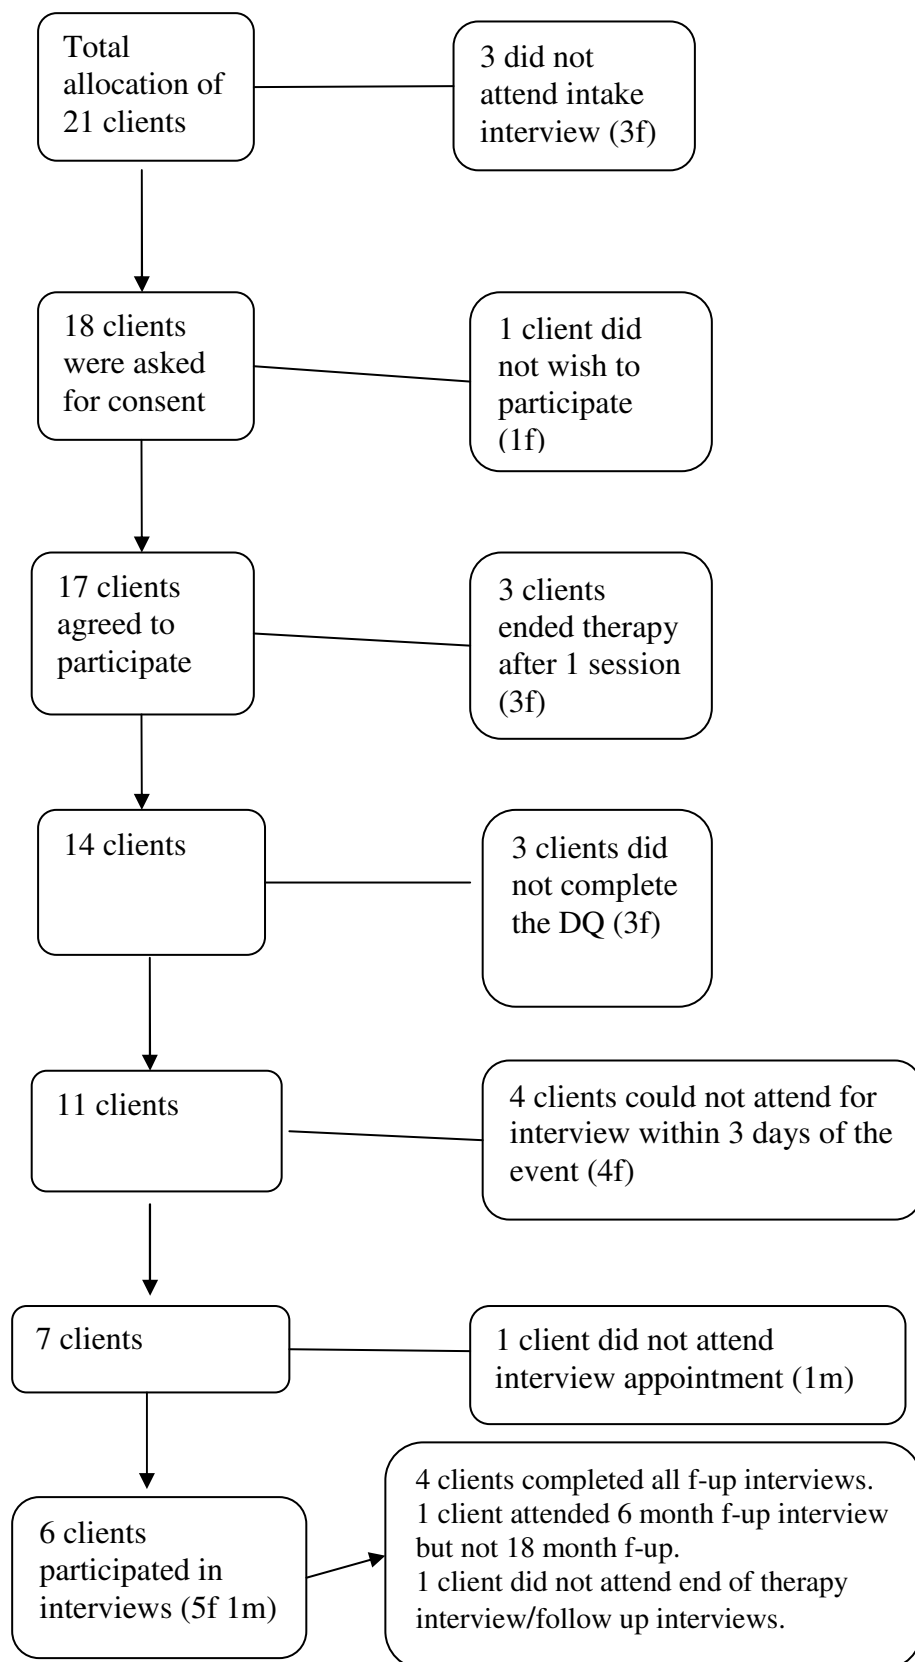 Total
allocation of
21 clients
3 did not
attend intake
interview (3f)
18 clients
were asked
for consent
1 client did
not wish to
participate
(1f)
17 clients
agreed to
participate
3 clients
ended therapy
after 1 session
(3f)
14 clients
3 clients did
not complete
the DQ (3f)
11 clients
4 clients could not attend for
interview within 3 days of the
event (4f)
7 clients
1 client did not attend
interview appointment (1m)
6 clients
participated in
interviews (5f 1m)
4 clients completed all f-up interviews.
1 client attended 6 month f-up interview
but not 18 month f-up.
1 client did not attend end of therapy
interview/follow up interviews.